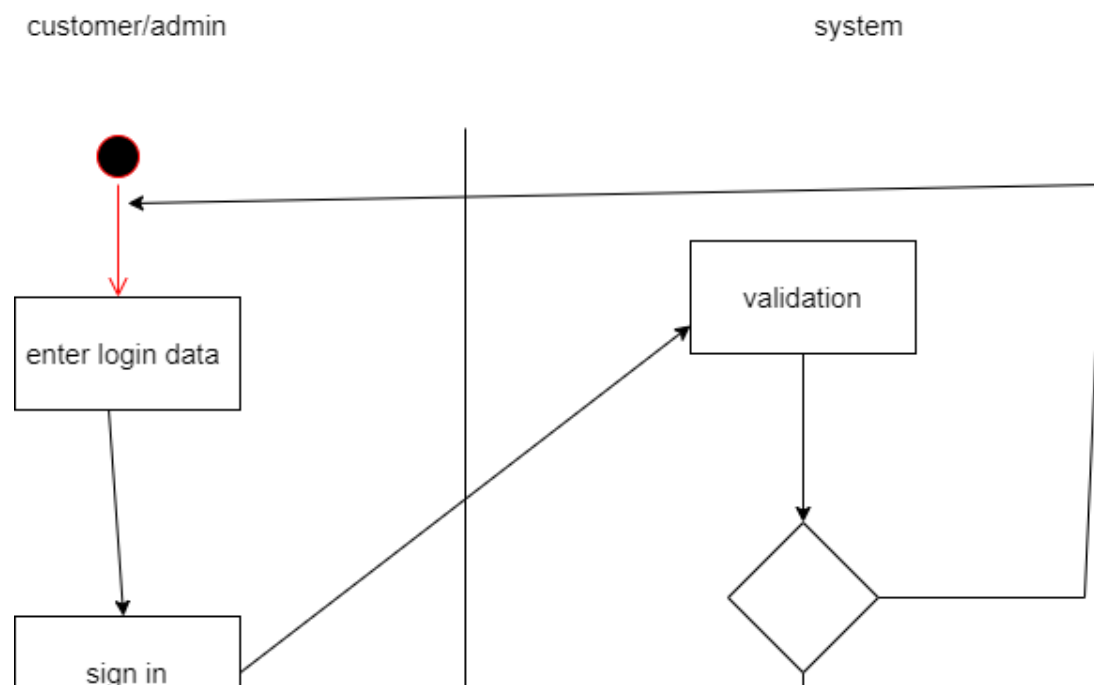 customer/admin
system
validation
enter login data
sign in